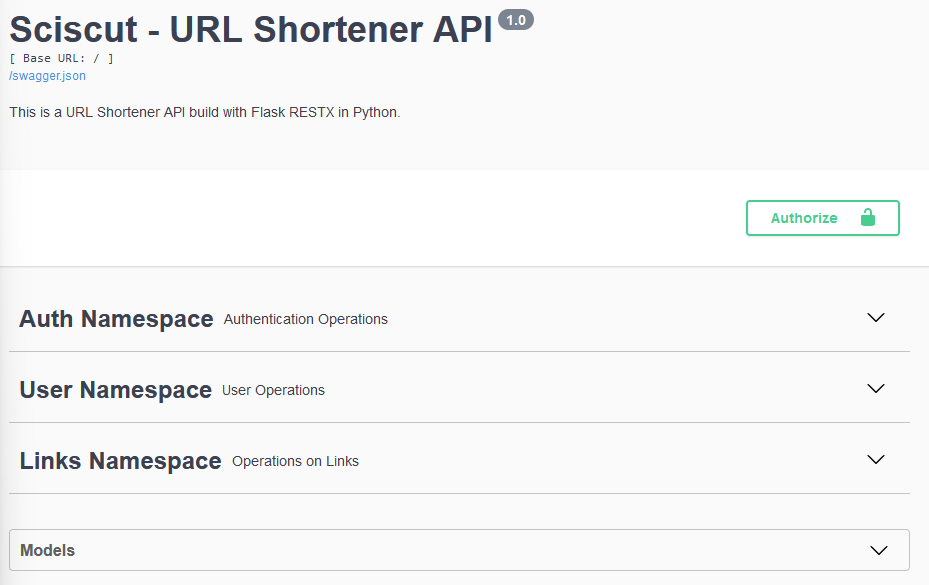 Sciscut - URL Shortener API 1.0
[ Base URL: / ]
/swagger.json
This is a URL Shortener API build with Flask RESTX in Python.
Authorize
Auth Namespace Authentication Operations
User Namespace User Operations
Links Namespace Operations on Links
Models